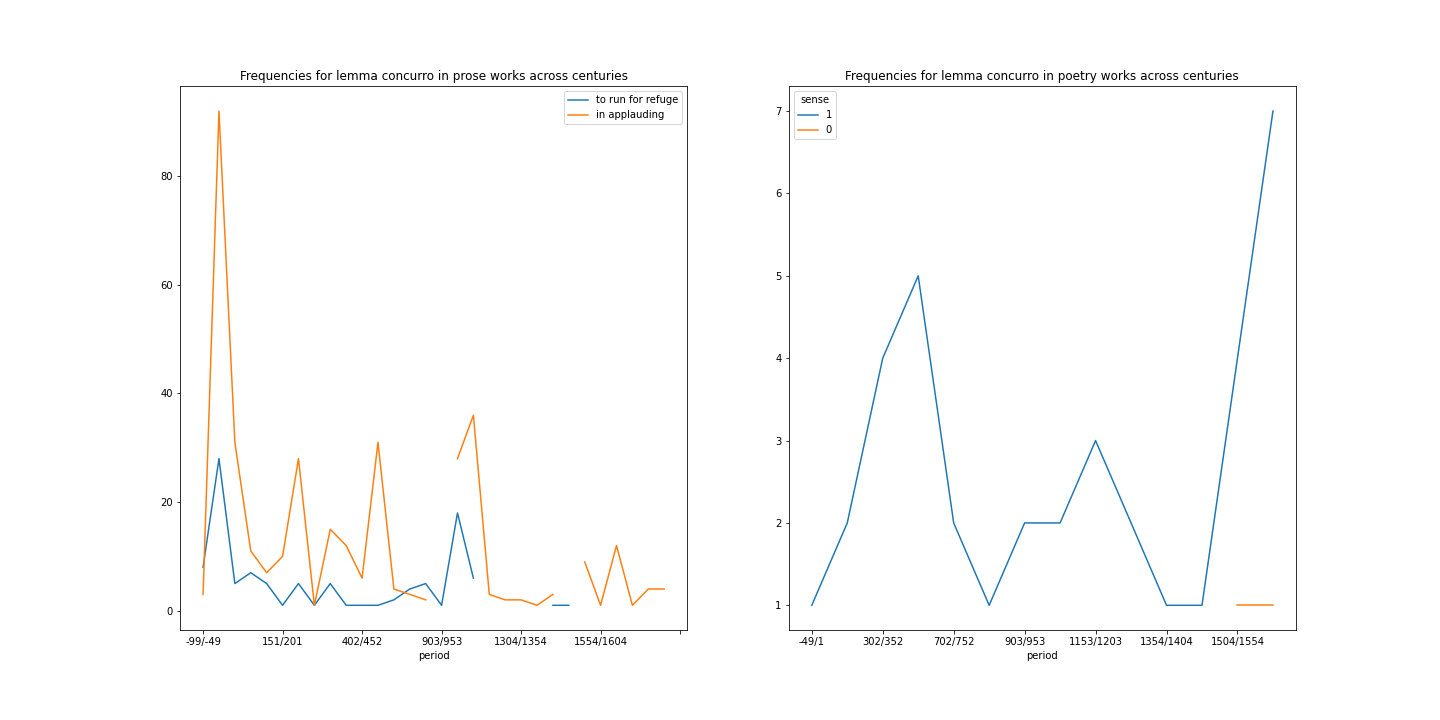 Frequencies for lemma concurro in prose works across centuries
to run for refuge
in applauding
80
60
40
20
0
-99/-49 151/201 402/452 903/953 1304/1354 1554/1604
period
Frequencies for lemma concurro in poetry works across centuries
sense
1
0
7
6
5
4
3
2
1
-49/1 302/352 702/752 903/953 1153/1203 1354/1404 1504/1554
period